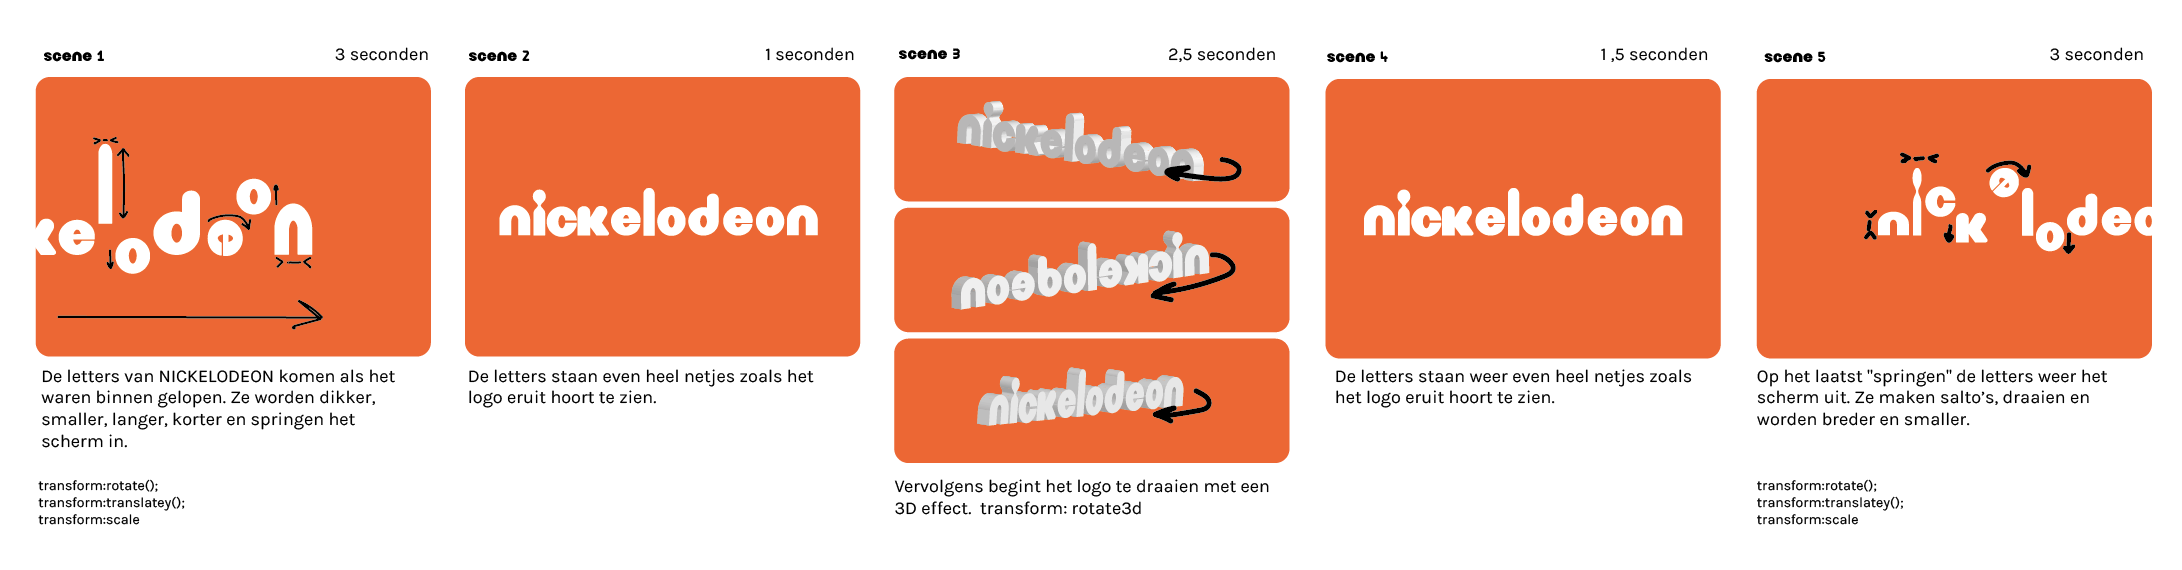 scene 1
3 seconden
kelodeon
De letters van NICKELODEON komen als het
waren binnen gelopen. Ze worden dikker,
smaller, langer, korter en springen het
scherm in.
transform:rotate();
transform:translatey();
transform:scale
scene 2
1 seconden
nickelodeon
De letters staan even heel netjes zoals het
logo eruit hoort te zien.
scene 3
2,5 seconden
nickelodeon
nickelodeon
nickelodeon
Vervolgens begint het logo te draaien met een
3D effect. transform: rotate3d
scene 4
1 ,5 seconden
nickelodeon
De letters staan weer even heel netjes zoals
het logo eruit hoort te zien.
scene 5
3 seconden
nickelodeo
Op het laatst "springen" de letters weer het
scherm uit. Ze maken salto's, draaien en
worden breder en smaller.
transform:rotate();
transform:translatey();
transform:scale